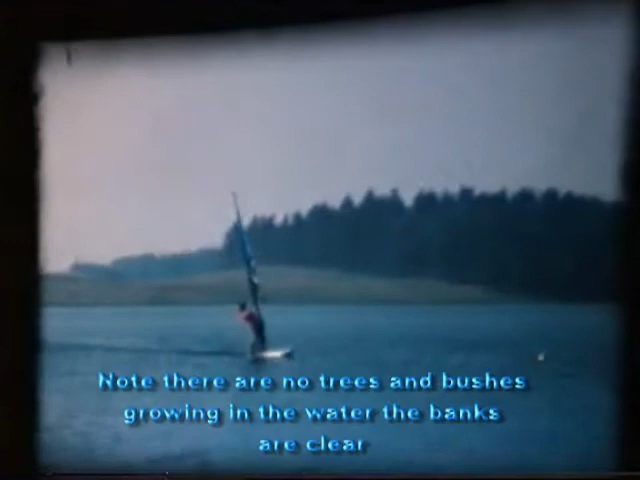 Note there are no trees and bushes
growing in the water the banks
are clear